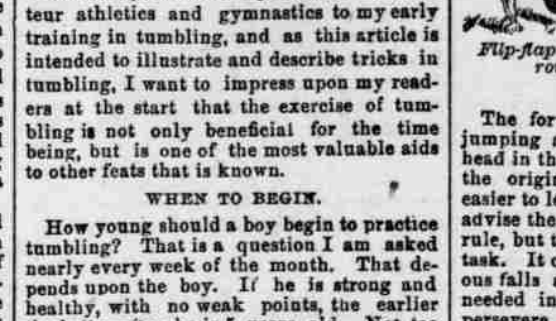 teur athletics and gymnastics to my early
training in tumbling, and as this article is
intended to illustrate and describe tricks in
tumbling, I want to impress upon my read-
ers at the start that the exercise of tum-
bling is not only beneficial for the time
being, but is one of the most valuable aids
to other feats that is known.
WHEN TO BEGIN.
How young should a boy begin to practice
tumbling? That is a question I am asked
nearly every week of the month. That de-
pends upon the boy. If he is strong and
healthy, with no weak points, the earlier
Flip-flap
The for
jumping
head in th
the origin
easier to l
advise the
rule, but
task. It
ous falls
needed in
persevere